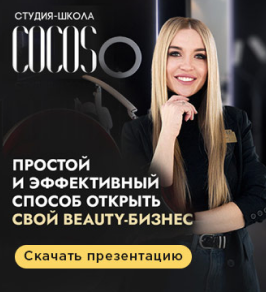 СТУДИЯ-ШКОЛА
COCOS
ПРОСТОЙ
И ЭФФЕКТИВНЫЙ
СПОСОБ ОТКРЫТЬ
СВОЙ BEAUTY-БИЗНЕС
Скачать презентацию